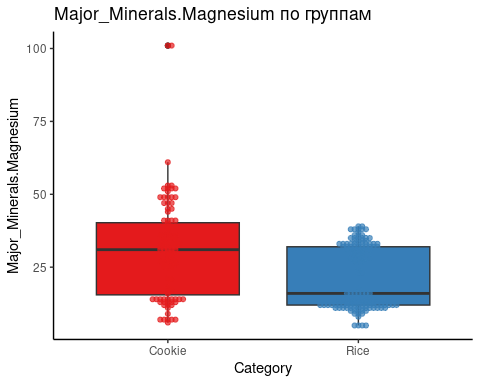 Major_Minerals.Magnesium по группам
Major_Minerals.Magnesium
100
75
50
25
Cookie Rice
Category